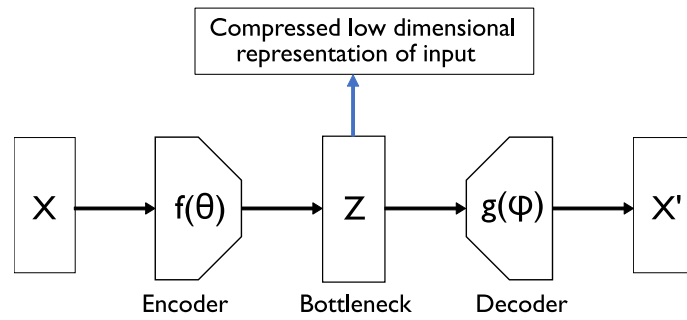 Compressed low dimensional
representation of input
X
f(θ)
Z
g(φ)
X'
Encoder
Bottleneck
Decoder